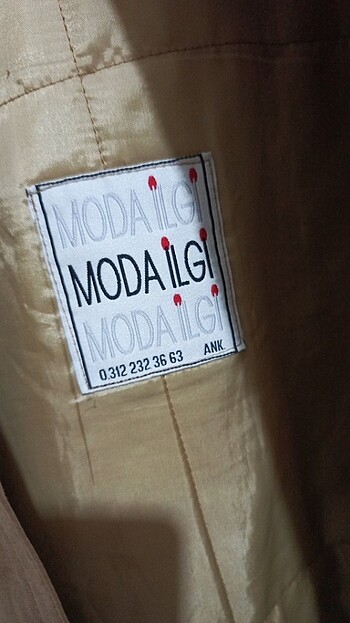 MODA İLGİ
MODA İLGİ
MODA İLGİ
0.312 232 36 63 ANK.